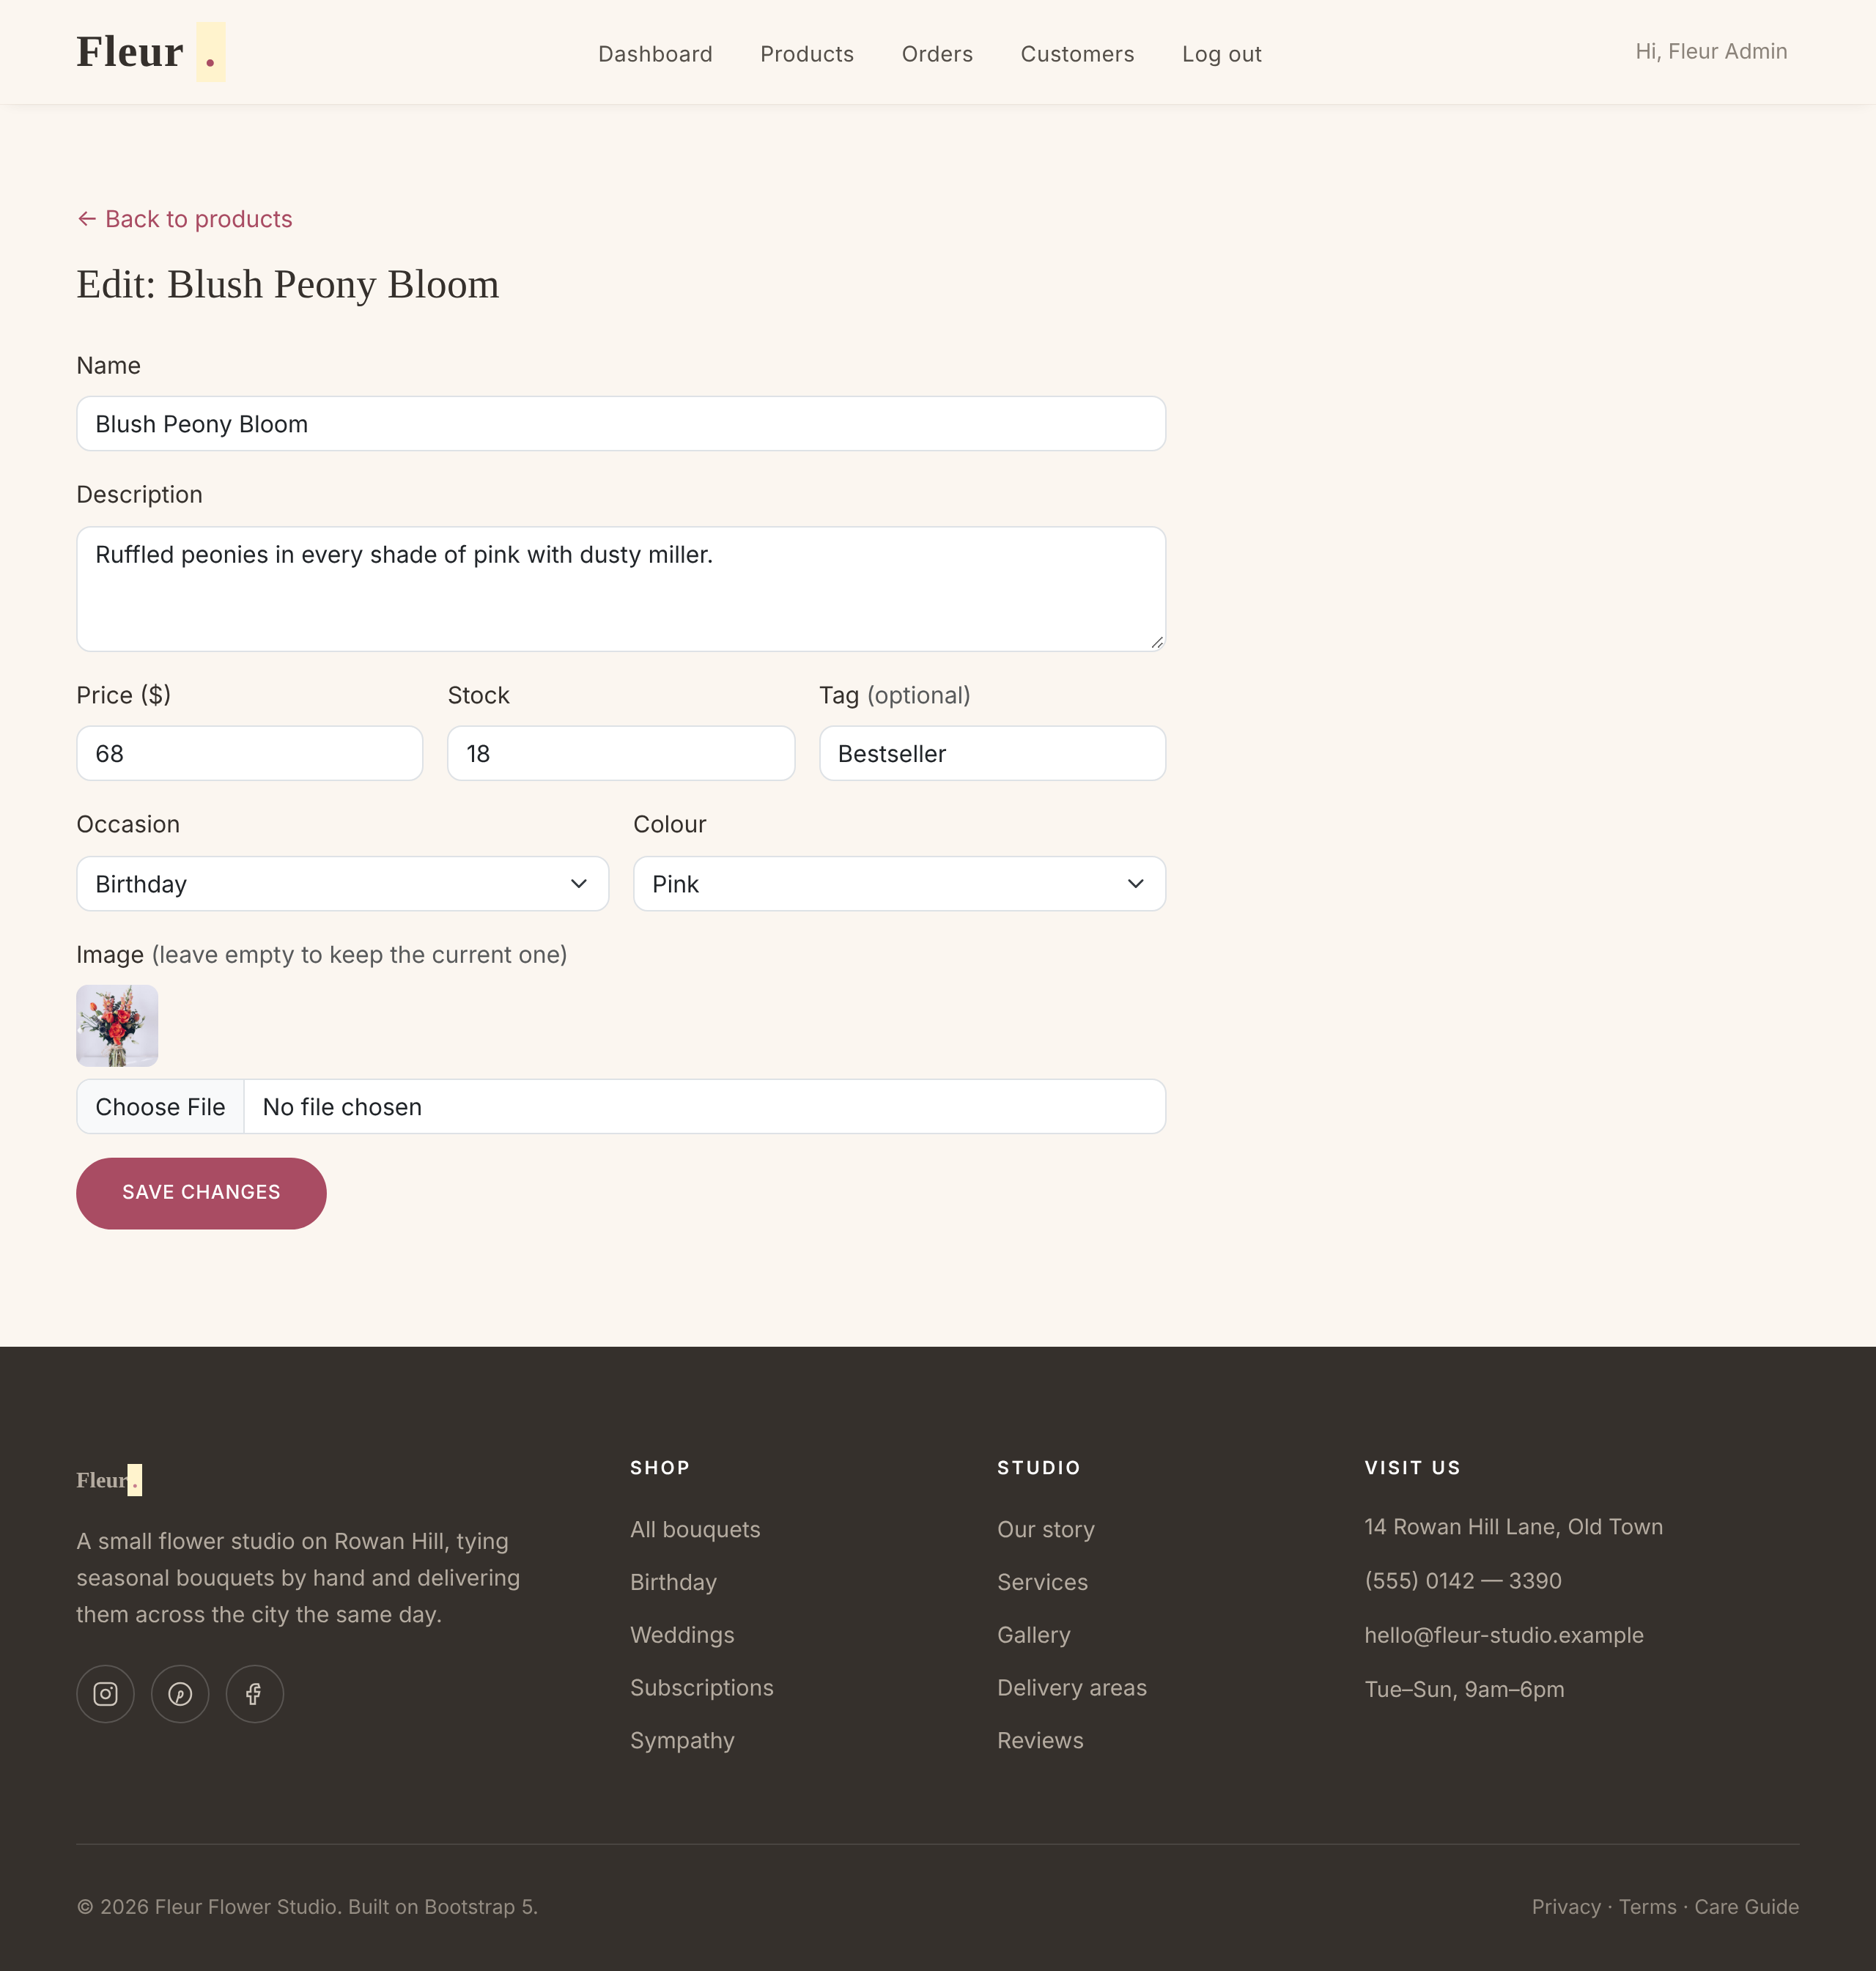 Fleur .
Dashboard Products Orders Customers Log out
Hi, Fleur Admin
← Back to products
Edit: Blush Peony Bloom
Name
Blush Peony Bloom
Description
Ruffled peonies in every shade of pink with dusty miller.
Price ($) Stock Tag (optional)
68 18 Bestseller
Occasion Colour
Birthday Pink
Image (leave empty to keep the current one)
Choose File No file chosen
SAVE CHANGES
Fleur.
A small flower studio on Rowan Hill, tying
seasonal bouquets by hand and delivering
them across the city the same day.
SHOP
All bouquets
Birthday
Weddings
Subscriptions
Sympathy
STUDIO
Our story
Services
Gallery
Delivery areas
Reviews
VISIT US
14 Rowan Hill Lane, Old Town
(555) 0142 — 3390
hello@fleur-studio.example
Tue–Sun, 9am–6pm
© 2026 Fleur Flower Studio. Built on Bootstrap 5.
Privacy · Terms · Care Guide